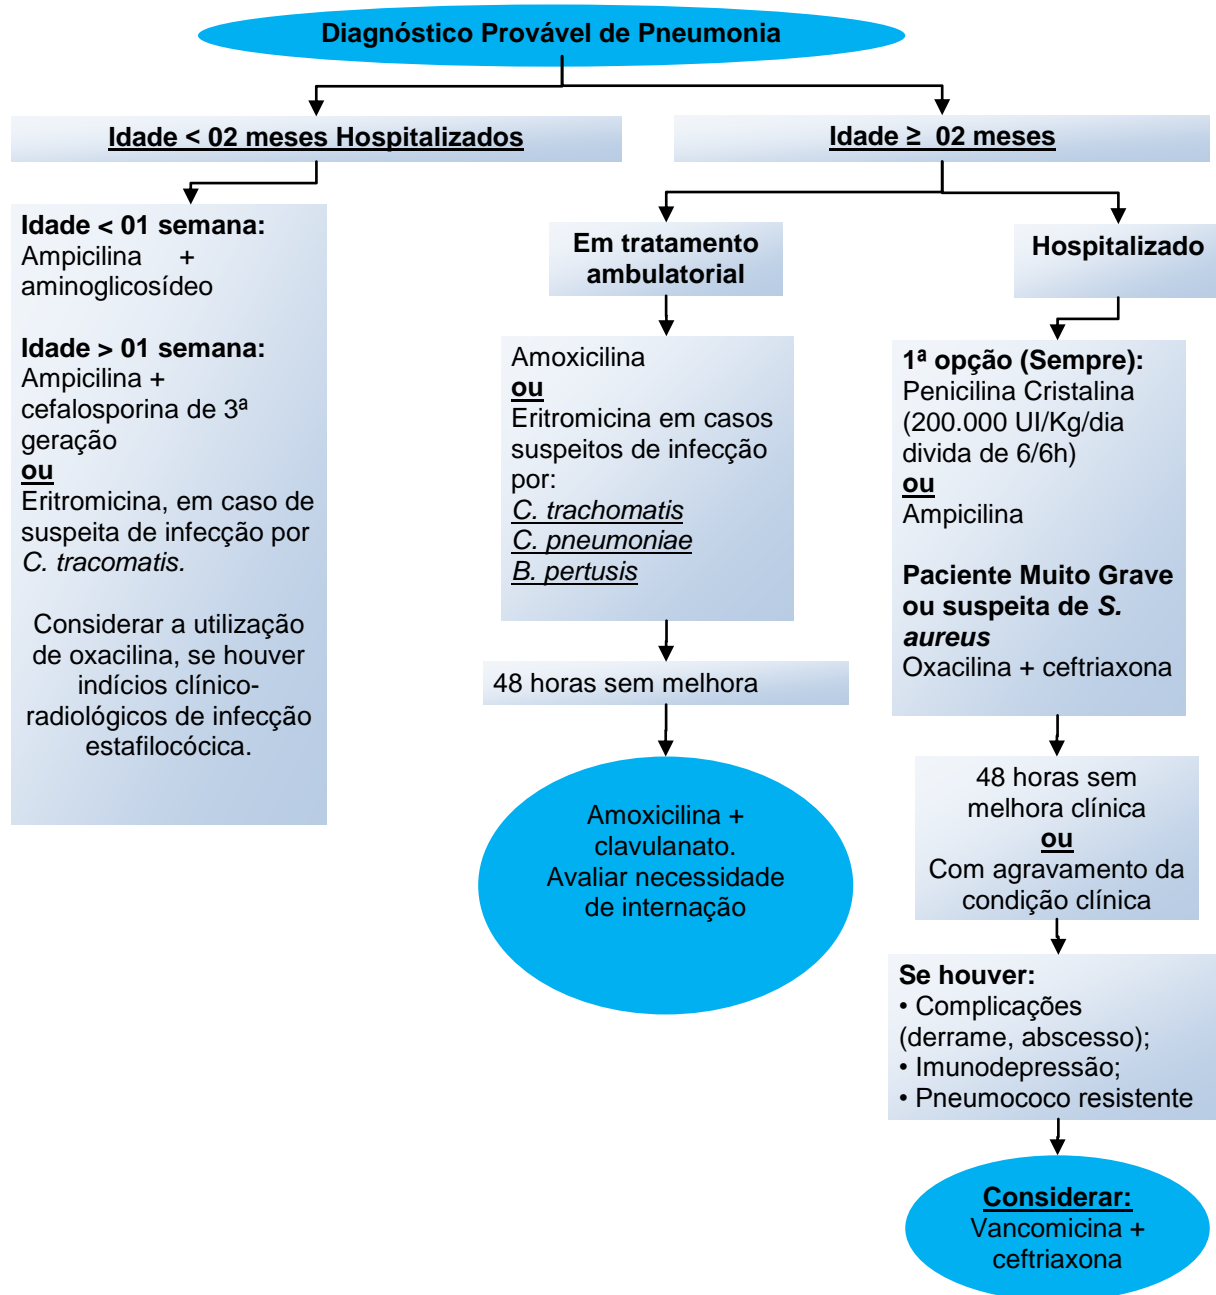 Diagnóstico Provável de Pneumonia
Idade < 02 meses Hospitalizados
Idade ≥ 02 meses
Idade < 01 semana:
Ampicilina +
aminoglicosídeo
Idade > 01 semana:
Ampicilina +
cefalosporina de 3ª
geração
ou
Eritromicina, em caso de
suspeita de infecção por
C. tracomatis.
Considerar a utilização
de oxacilina, se houver
indícios clínico-
radiológicos de infecção
estafilocócica.
Em tratamento
ambulatorial
Amoxicilina
ou
Eritromicina em casos
suspeitos de infecção
por:
C. trachomatis
C. pneumoniae
B. pertusis
48 horas sem melhora
Amoxicilina +
clavulanato.
Avaliar necessidade
de internação
Hospitalizado
1ª opção (Sempre):
Penicilina Cristalina
(200.000 UI/Kg/dia
divida de 6/6h)
ou
Ampicilina
Paciente Muito Grave
ou suspeita de S.
aureus
Oxacilina + ceftriaxona
48 horas sem
melhora clínica
ou
Com agravamento da
condição clínica
Se houver:
• Complicações
(derrame, abscesso);
• Imunodepressão;
• Pneumococo resistente
Considerar:
Vancomicina +
ceftriaxona